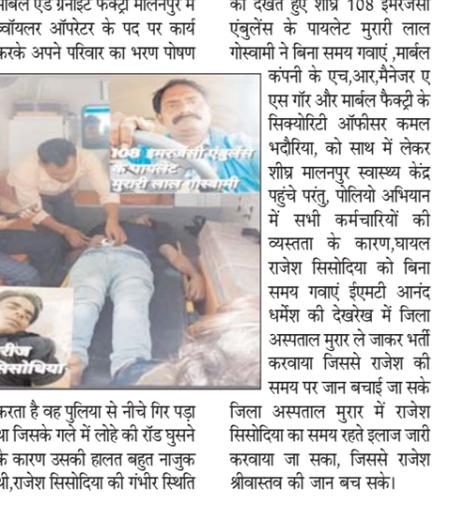 मार्बल एंड ग्रेनाइट फैक्ट्री मालनपुर में
ब्वॉयलर ऑपरेटर के पद पर कार्य
करके अपने परिवार का भरण पोषण
108 इमरजेंसी एंबुलेंस
के पायलेट
मुरारी लाल गोस्वामी
मरीज
सिसोधिया
करता है वह पुलिया से नीचे गिर पड़ा
था जिसके गले में लोहे की रॉड घुसने
के कारण उसकी हालत बहुत नाजुक
थी,राजेश सिसोदिया की गंभीर स्थिति
को देखते हुए शीघ्र 108 इमरजेंसी
एंबुलेंस के पायलेट मुरारी लाल
गोस्वामी ने बिना समय गवाएं ,मार्बल
कंपनी के एच,आर,मैनेजर ए
एस गॉर और मार्बल फैक्ट्री के
सिक्योरिटी ऑफीसर कमल
भदौरिया, को साथ में लेकर
शीघ्र मालनपुर स्वास्थ्य केंद्र
पहुंचे परंतु, पोलियो अभियान
में सभी कर्मचारियों की
व्यस्तता के कारण,घायल
राजेश सिसोदिया को बिना
समय गवाएं ईएमटी आनंद
धर्मेश की देखरेख में जिला
अस्पताल मुरार ले जाकर भर्ती
करवाया जिससे राजेश की
समय पर जान बचाई जा सके
जिला अस्पताल मुरार में राजेश
सिसोदिया का समय रहते इलाज जारी
करवाया जा सका, जिससे राजेश
श्रीवास्तव की जान बच सके।